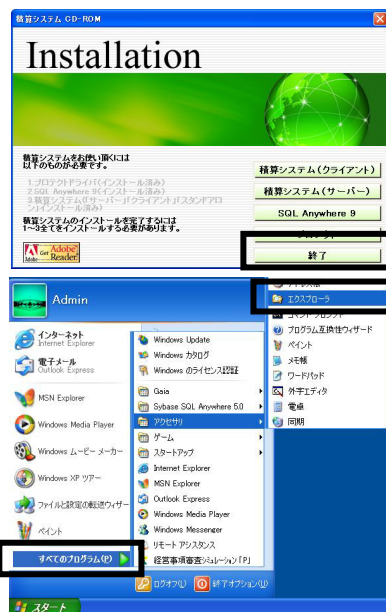 積算システム CD-ROM
Installation
積算システムをお使い頂くには
以下のものが必要です。
1.プロテクトドライバ(インストール済み)
2.SQL Anywhere 9(インストール済み)
3.積算システム(「サーバー」「クライアント」「スタンドアロン」インストール済み)
積算システムのインストールを完了するには
1~3全てをインストールする必要があります。
Get Adobe Reader
Adobe
積算システム(クライアント)
積算システム(サーバー)
SQL Anywhere 9
終了
Admin
インターネット
Internet Explorer
電子メール
Outlook Express
MSN Explorer
Windows Media Player
Windows ムービー メーカー
Windows XP ツアー
ファイルと設定の転送ウィザー
ペイント
すべてのプログラム(P)
Windows Update
Windows カタログ
Windows のライセンス認証
Gaia
Sybase SQL Anywhere 5.0
アクセサリ
ゲーム
スタートアップ
Internet Explorer
MSN Explorer
Outlook Express
Windows Media Player
Windows Messenger
リモート アシスタンス
経営事項審査シミュレーション「P」
エクスプローラ
コマンド プロンプト
プログラム互換性ウィザード
ペイント
メモ帳
ワードパッド
外字エディタ
電卓
同期
ログオフ(L)
終了オプション(U)
スタート